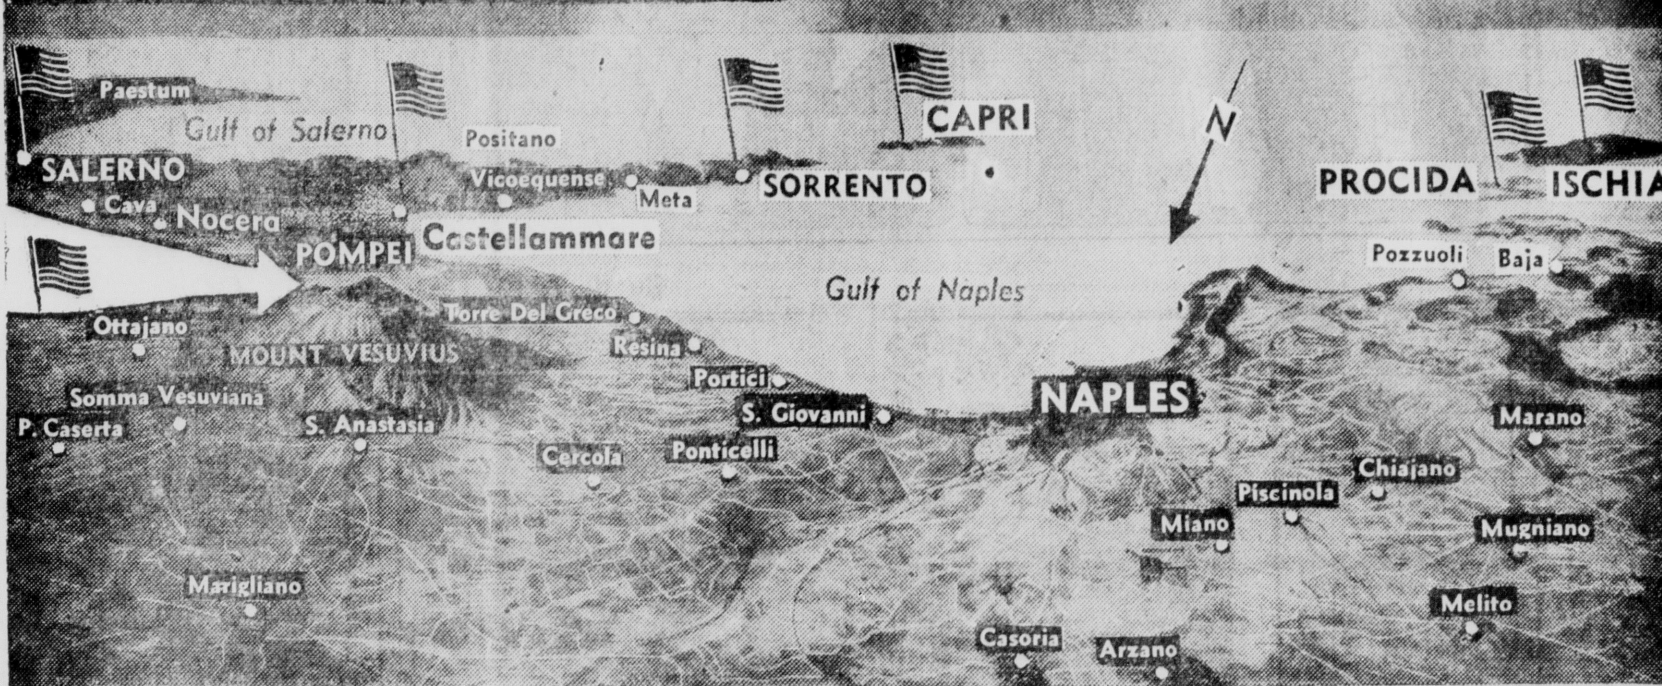 Paestum
Gulf of Salerno
Positano
CAPRI
N
SALERNO
Vicoequense
Meta
SORRENTO
PROCIDA
ISCHIA
Cava
Nocera
POMPEI
Castellammare
Pozzuoli
Baja
Gulf of Naples
Ottajano
Torre Del Greco
MOUNT VESUVIUS
Resina
Portici
NAPLES
Somma Vesuviana
P. Caserta
S. Anastasia
S. Giovanni
Marano
Cercola
Ponticelli
Chiajano
Piscinola
Miano
Mugniano
Marigliano
Melito
Casoria
Arzano